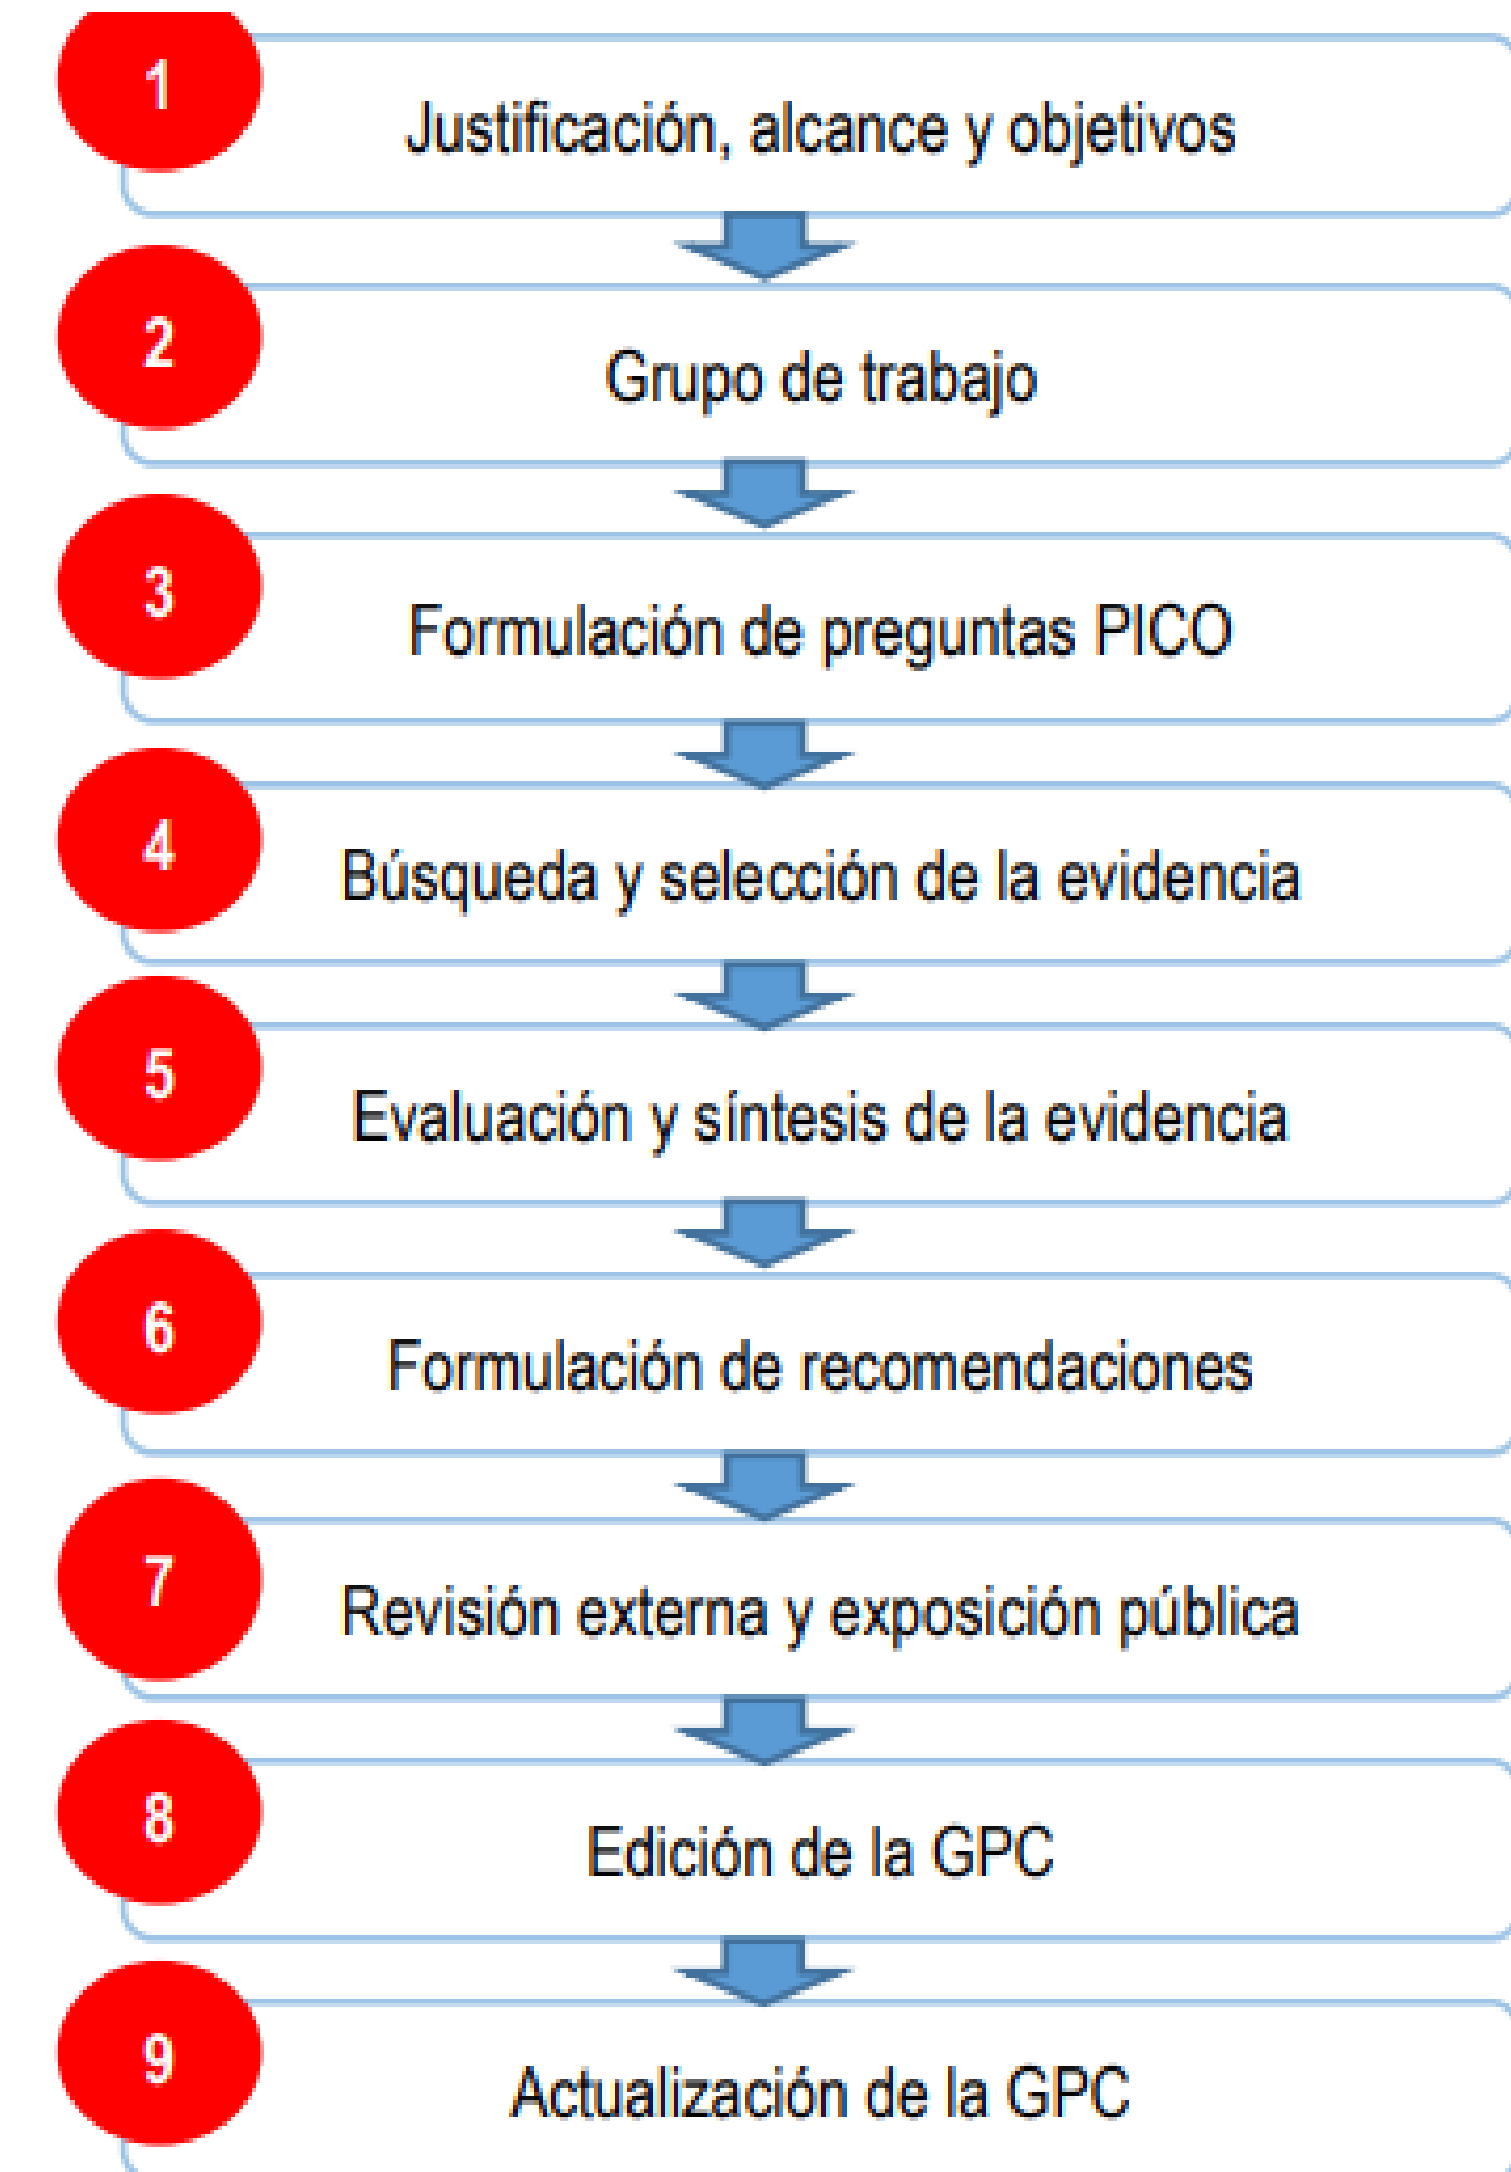 1
Justificación, alcance y objetivos
2
Grupo de trabajo
3
Formulación de preguntas PICO
4
Búsqueda y selección de la evidencia
5
Evaluación y síntesis de la evidencia
6
Formulación de recomendaciones
7
Revisión externa y exposición pública
8
Edición de la GPC
9
Actualización de la GPC